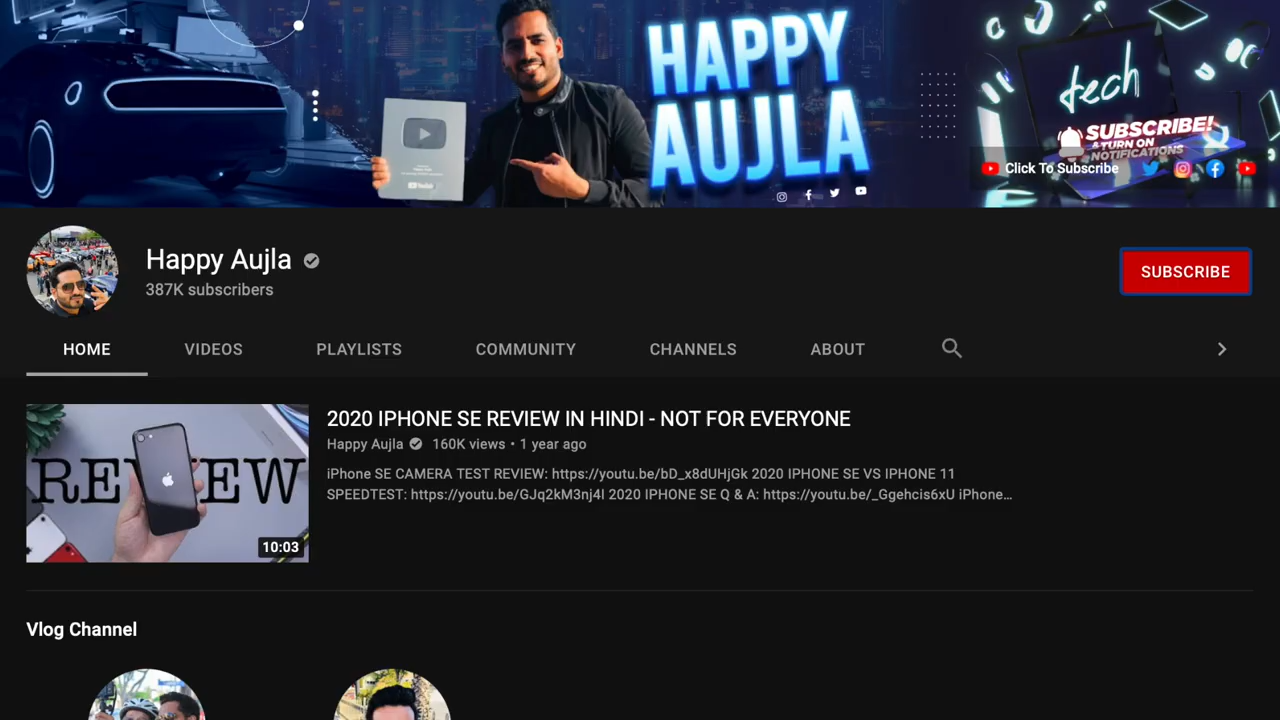 HAPPY
AUJLA
tech
SUBSCRIBE!
& TURN ON
NOTIFICATIONS
Click To Subscribe
Happy Aujla
387K subscribers
SUBSCRIBE
HOME
VIDEOS
PLAYLISTS
COMMUNITY
CHANNELS
ABOUT
REVIEW
10:03
2020 IPHONE SE REVIEW IN HINDI - NOT FOR EVERYONE
Happy Aujla 160K views • 1 year ago
iPhone SE CAMERA TEST REVIEW: https://youtu.be/bD_x8dUHjGk 2020 IPHONE SE VS IPHONE 11
SPEEDTEST: https://youtu.be/GJq2kM3nj4I 2020 IPHONE SE Q & A: https://youtu.be/_Ggehcis6xU iPhone...
Vlog Channel